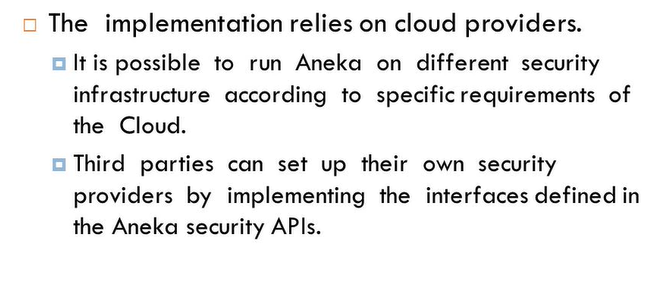 The implementation relies on cloud providers.
It is possible to run Aneka on different security
infrastructure according to specific requirements of
the Cloud.
Third parties can set up their own security
providers by implementing the interfaces defined in
the Aneka security APIs.